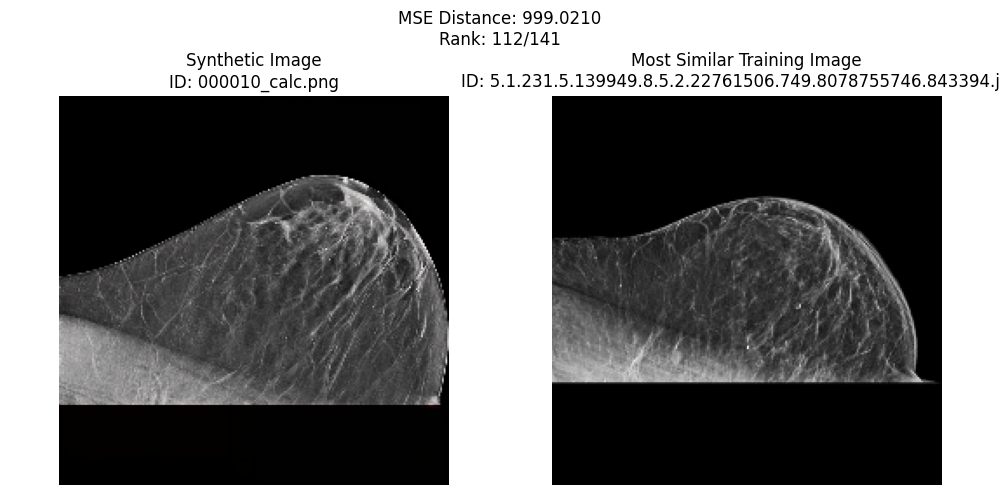 MSE Distance: 999.0210
Rank: 112/141
Synthetic Image
ID: 000010_calc.png
Most Similar Training Image
ID: 5.1.231.5.139949.8.5.2.22761506.749.8078755746.843394.j